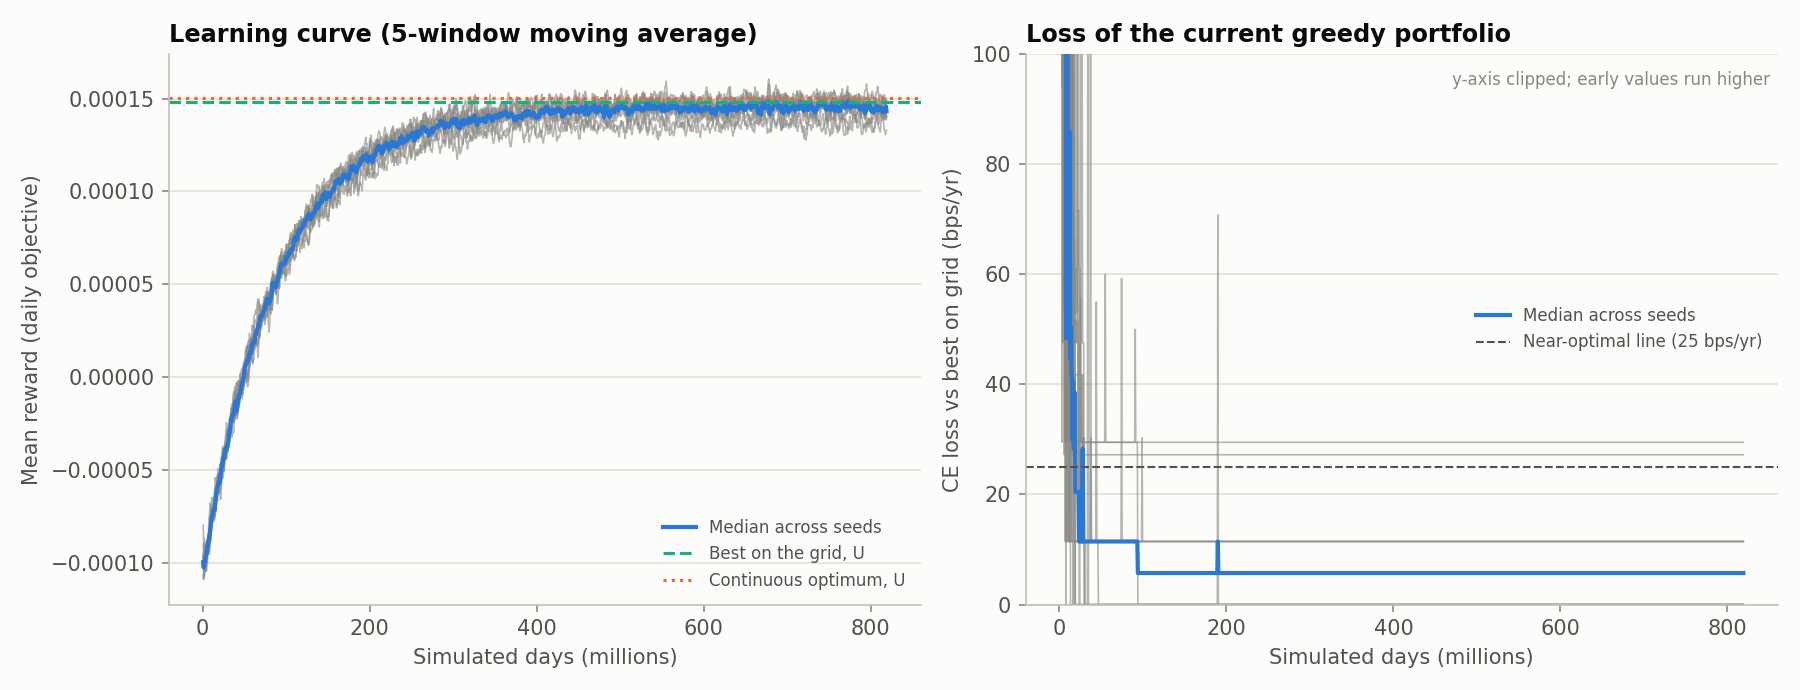 Learning curve (5-window moving average)
Mean reward (daily objective)
0.00015
0.00010
0.00005
0.00000
−0.00005
−0.00010
Median across seeds
Best on the grid, U
Continuous optimum, U
0
200
400
600
800
Simulated days (millions)
Loss of the current greedy portfolio
CE loss vs best on grid (bps/yr)
100
80
60
40
20
0
y-axis clipped; early values run higher
Median across seeds
Near-optimal line (25 bps/yr)
0
200
400
600
800
Simulated days (millions)